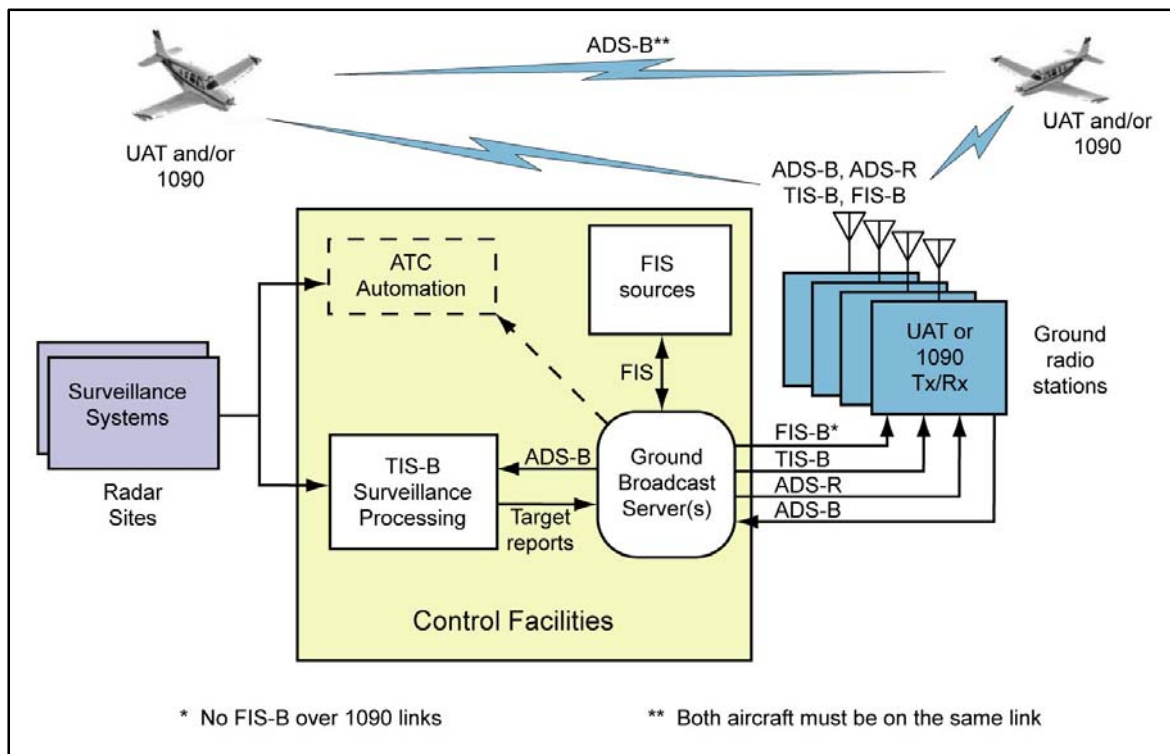 ADS-B**
UAT and/or
1090
UAT and/or
1090
ADS-B, ADS-R
TIS-B, FIS-B
ATC
Automation
FIS
sources
UAT or
1090
Tx/Rx
Ground
radio
stations
Surveillance
Systems
Radar
Sites
FIS
TIS-B
Surveillance
Processing
ADS-B
Target
reports
Ground
Broadcast
Server(s)
FIS-B*
TIS-B
ADS-R
ADS-B
Control Facilities
* No FIS-B over 1090 links
** Both aircraft must be on the same link